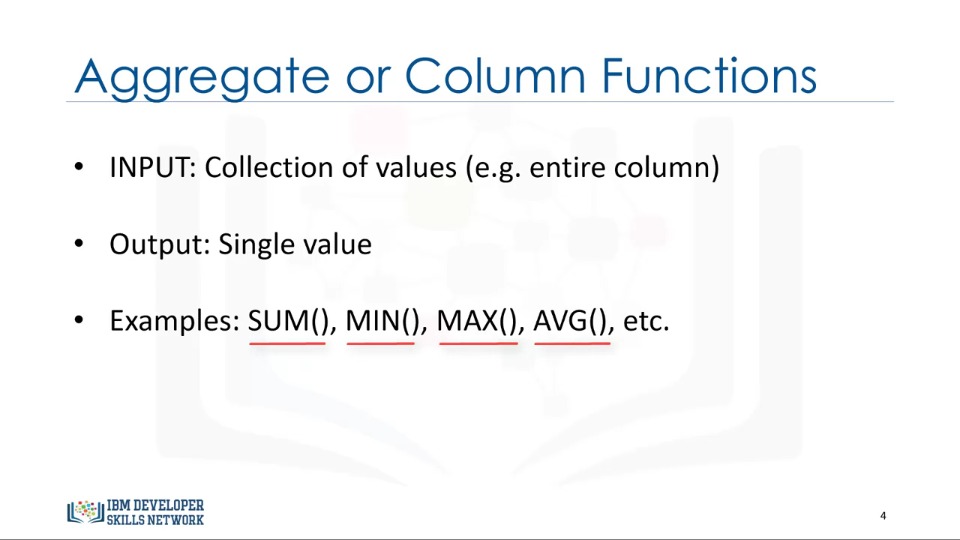 Aggregate or Column Functions
• INPUT: Collection of values (e.g. entire column)
• Output: Single value
• Examples: SUM(), MIN(), MAX(), AVG(), etc.
IBM DEVELOPER
SKILLS NETWORK
4